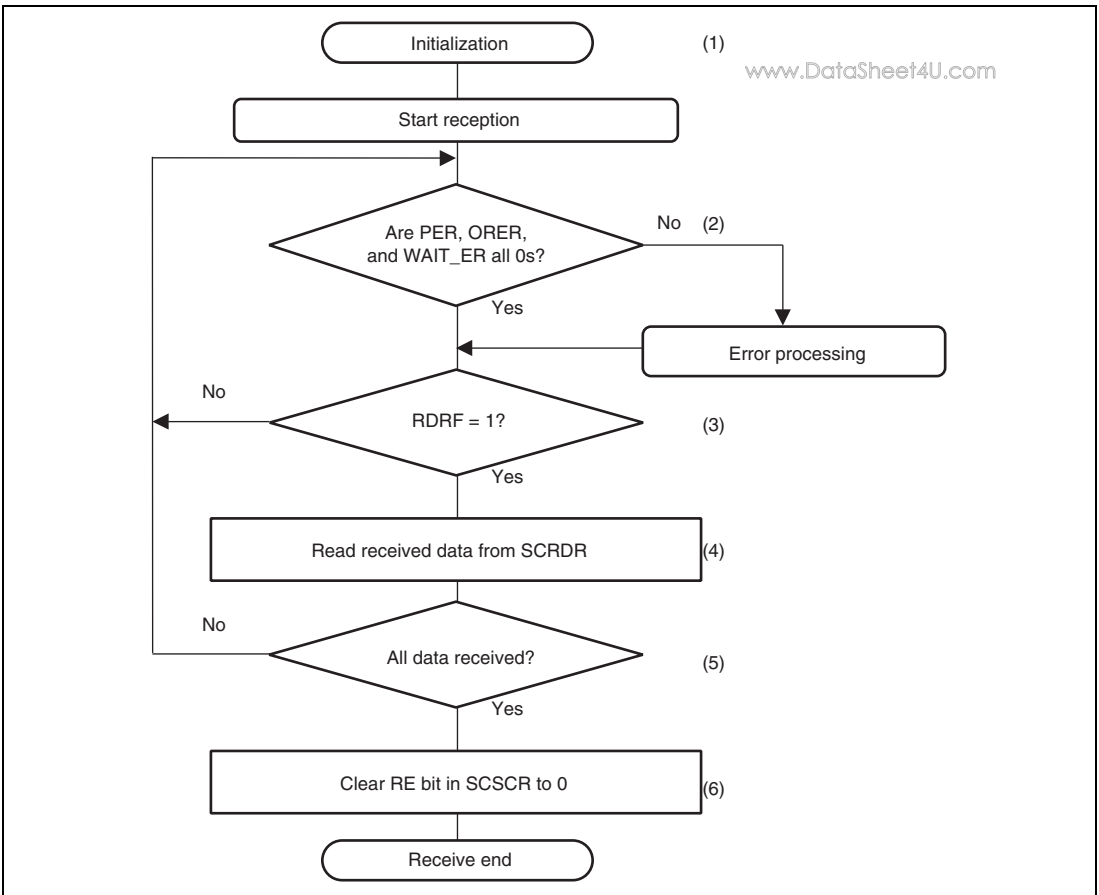 Initialization
(1)
www.DataSheet4U.com
Start reception
Are PER, ORER,
and WAIT_ER all 0s?
No
(2)
Yes
Error processing
No
RDRF = 1?
(3)
Yes
Read received data from SCRDR
(4)
No
All data received?
(5)
Yes
Clear RE bit in SCSCR to 0
(6)
Receive end